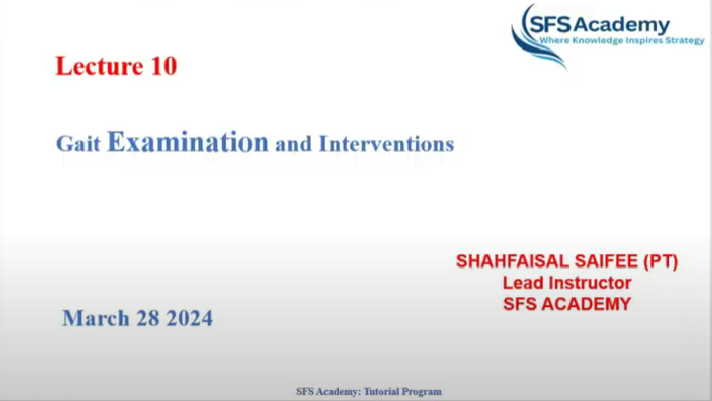 SFS Academy
Where Knowledge Inspires Strategy
Lecture 10
Gait Examination and Interventions
SHAHFAISAL SAIFEE (PT)
Lead Instructor
SFS ACADEMY
March 28 2024
SFS Academy: Tutorial Program